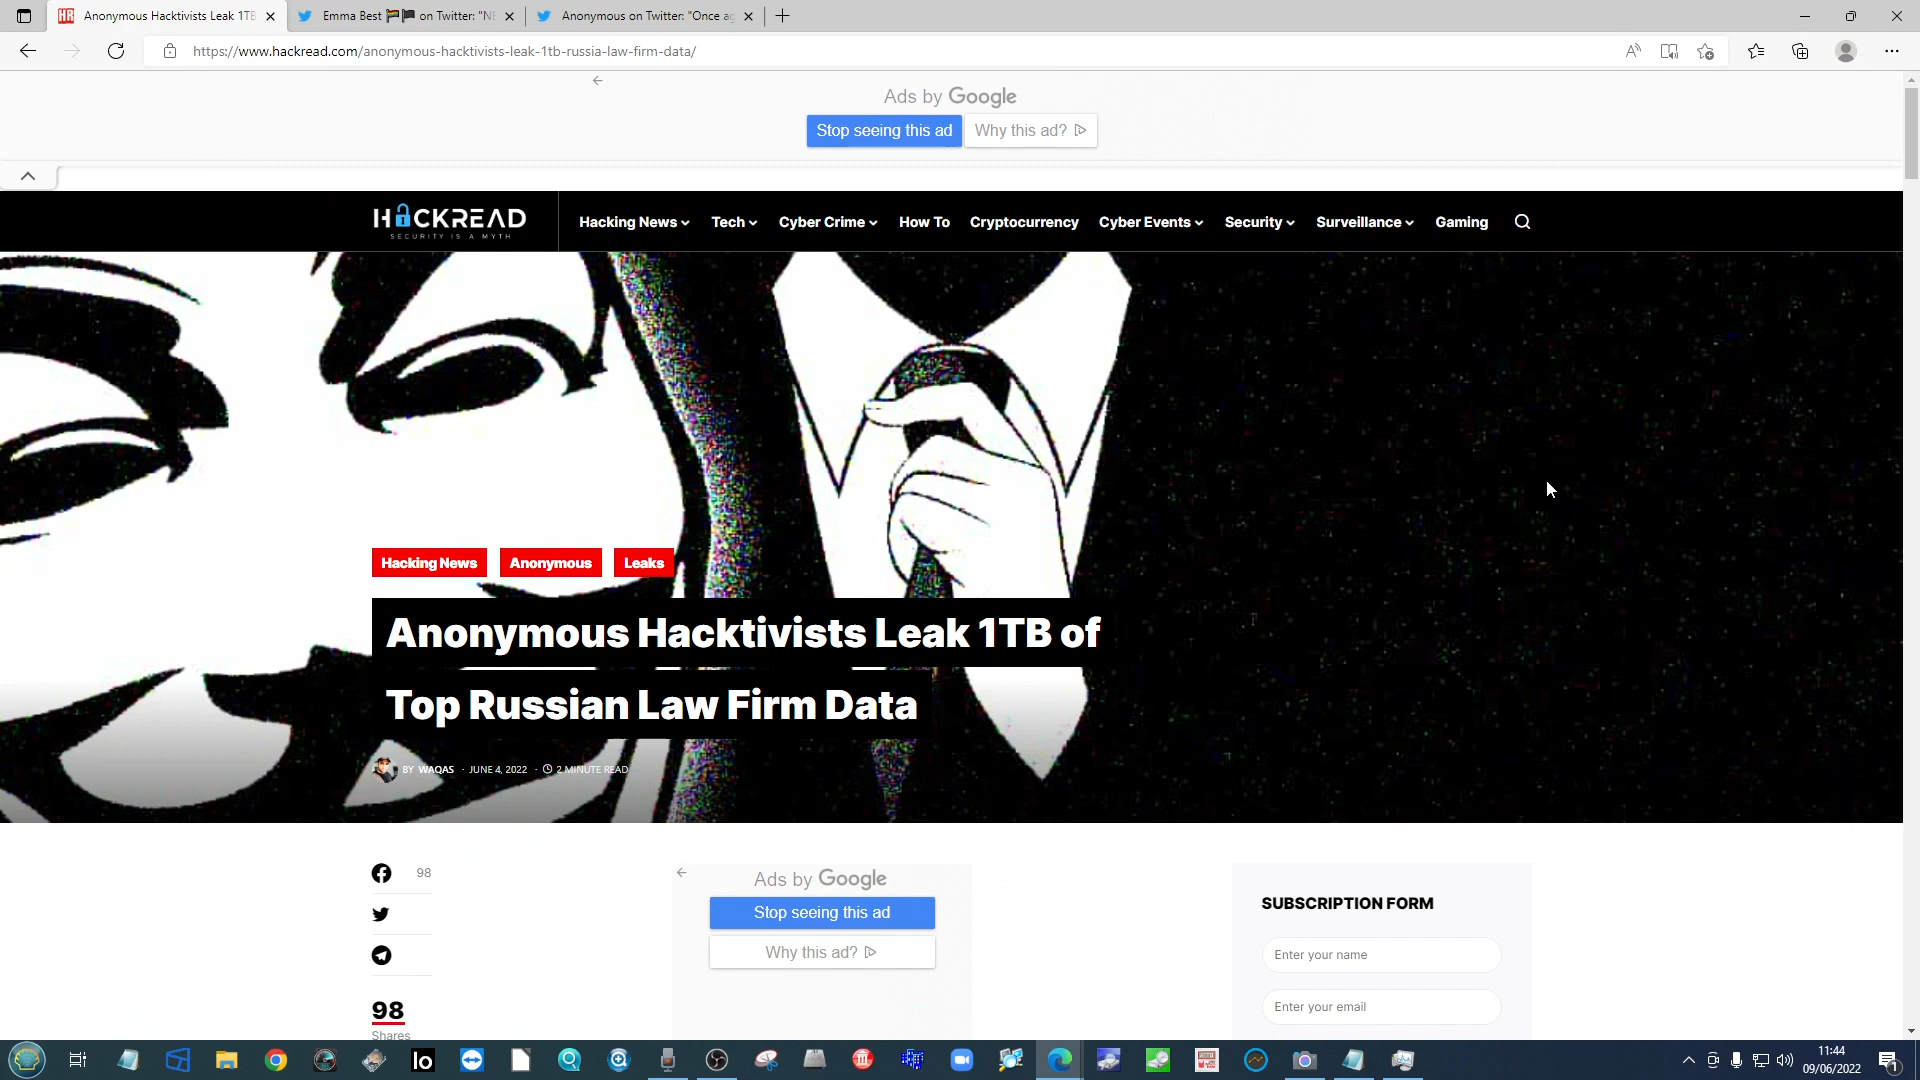 Anonymous Hacktivists Leak 1TB
Emma Best on Twitter: "NE
Anonymous on Twitter: "Once ag
https://www.hackread.com/anonymous-hacktivists-leak-1tb-russia-law-firm-data/
Ads by Google
Stop seeing this ad
Why this ad?
HACKREAD
SECURITY IS A MYTH
Hacking News
Tech
Cyber Crime
How To
Cryptocurrency
Cyber Events
Security
Surveillance
Gaming
Hacking News
Anonymous
Leaks
Anonymous Hacktivists Leak 1TB of
Top Russian Law Firm Data
BY WAQAS · JUNE 4, 2022 · 2 MINUTE READ
98
98
Shares
Ads by Google
Stop seeing this ad
Why this ad?
SUBSCRIPTION FORM
Enter your name
Enter your email
11:44
09/06/2022